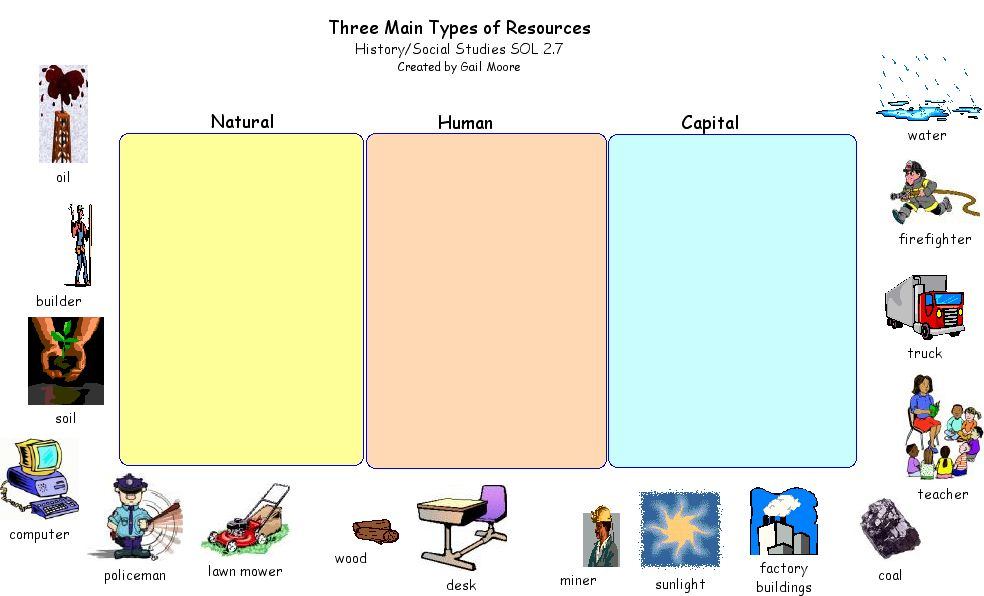 Three Main Types of Resources
History/Social Studies SOL 2.7
Created by Gail Moore
Natural
Human
Capital
oil
water
builder
firefighter
soil
truck
computer
teacher
policeman
lawn mower
wood
desk
miner
sunlight
factory
buildings
coal